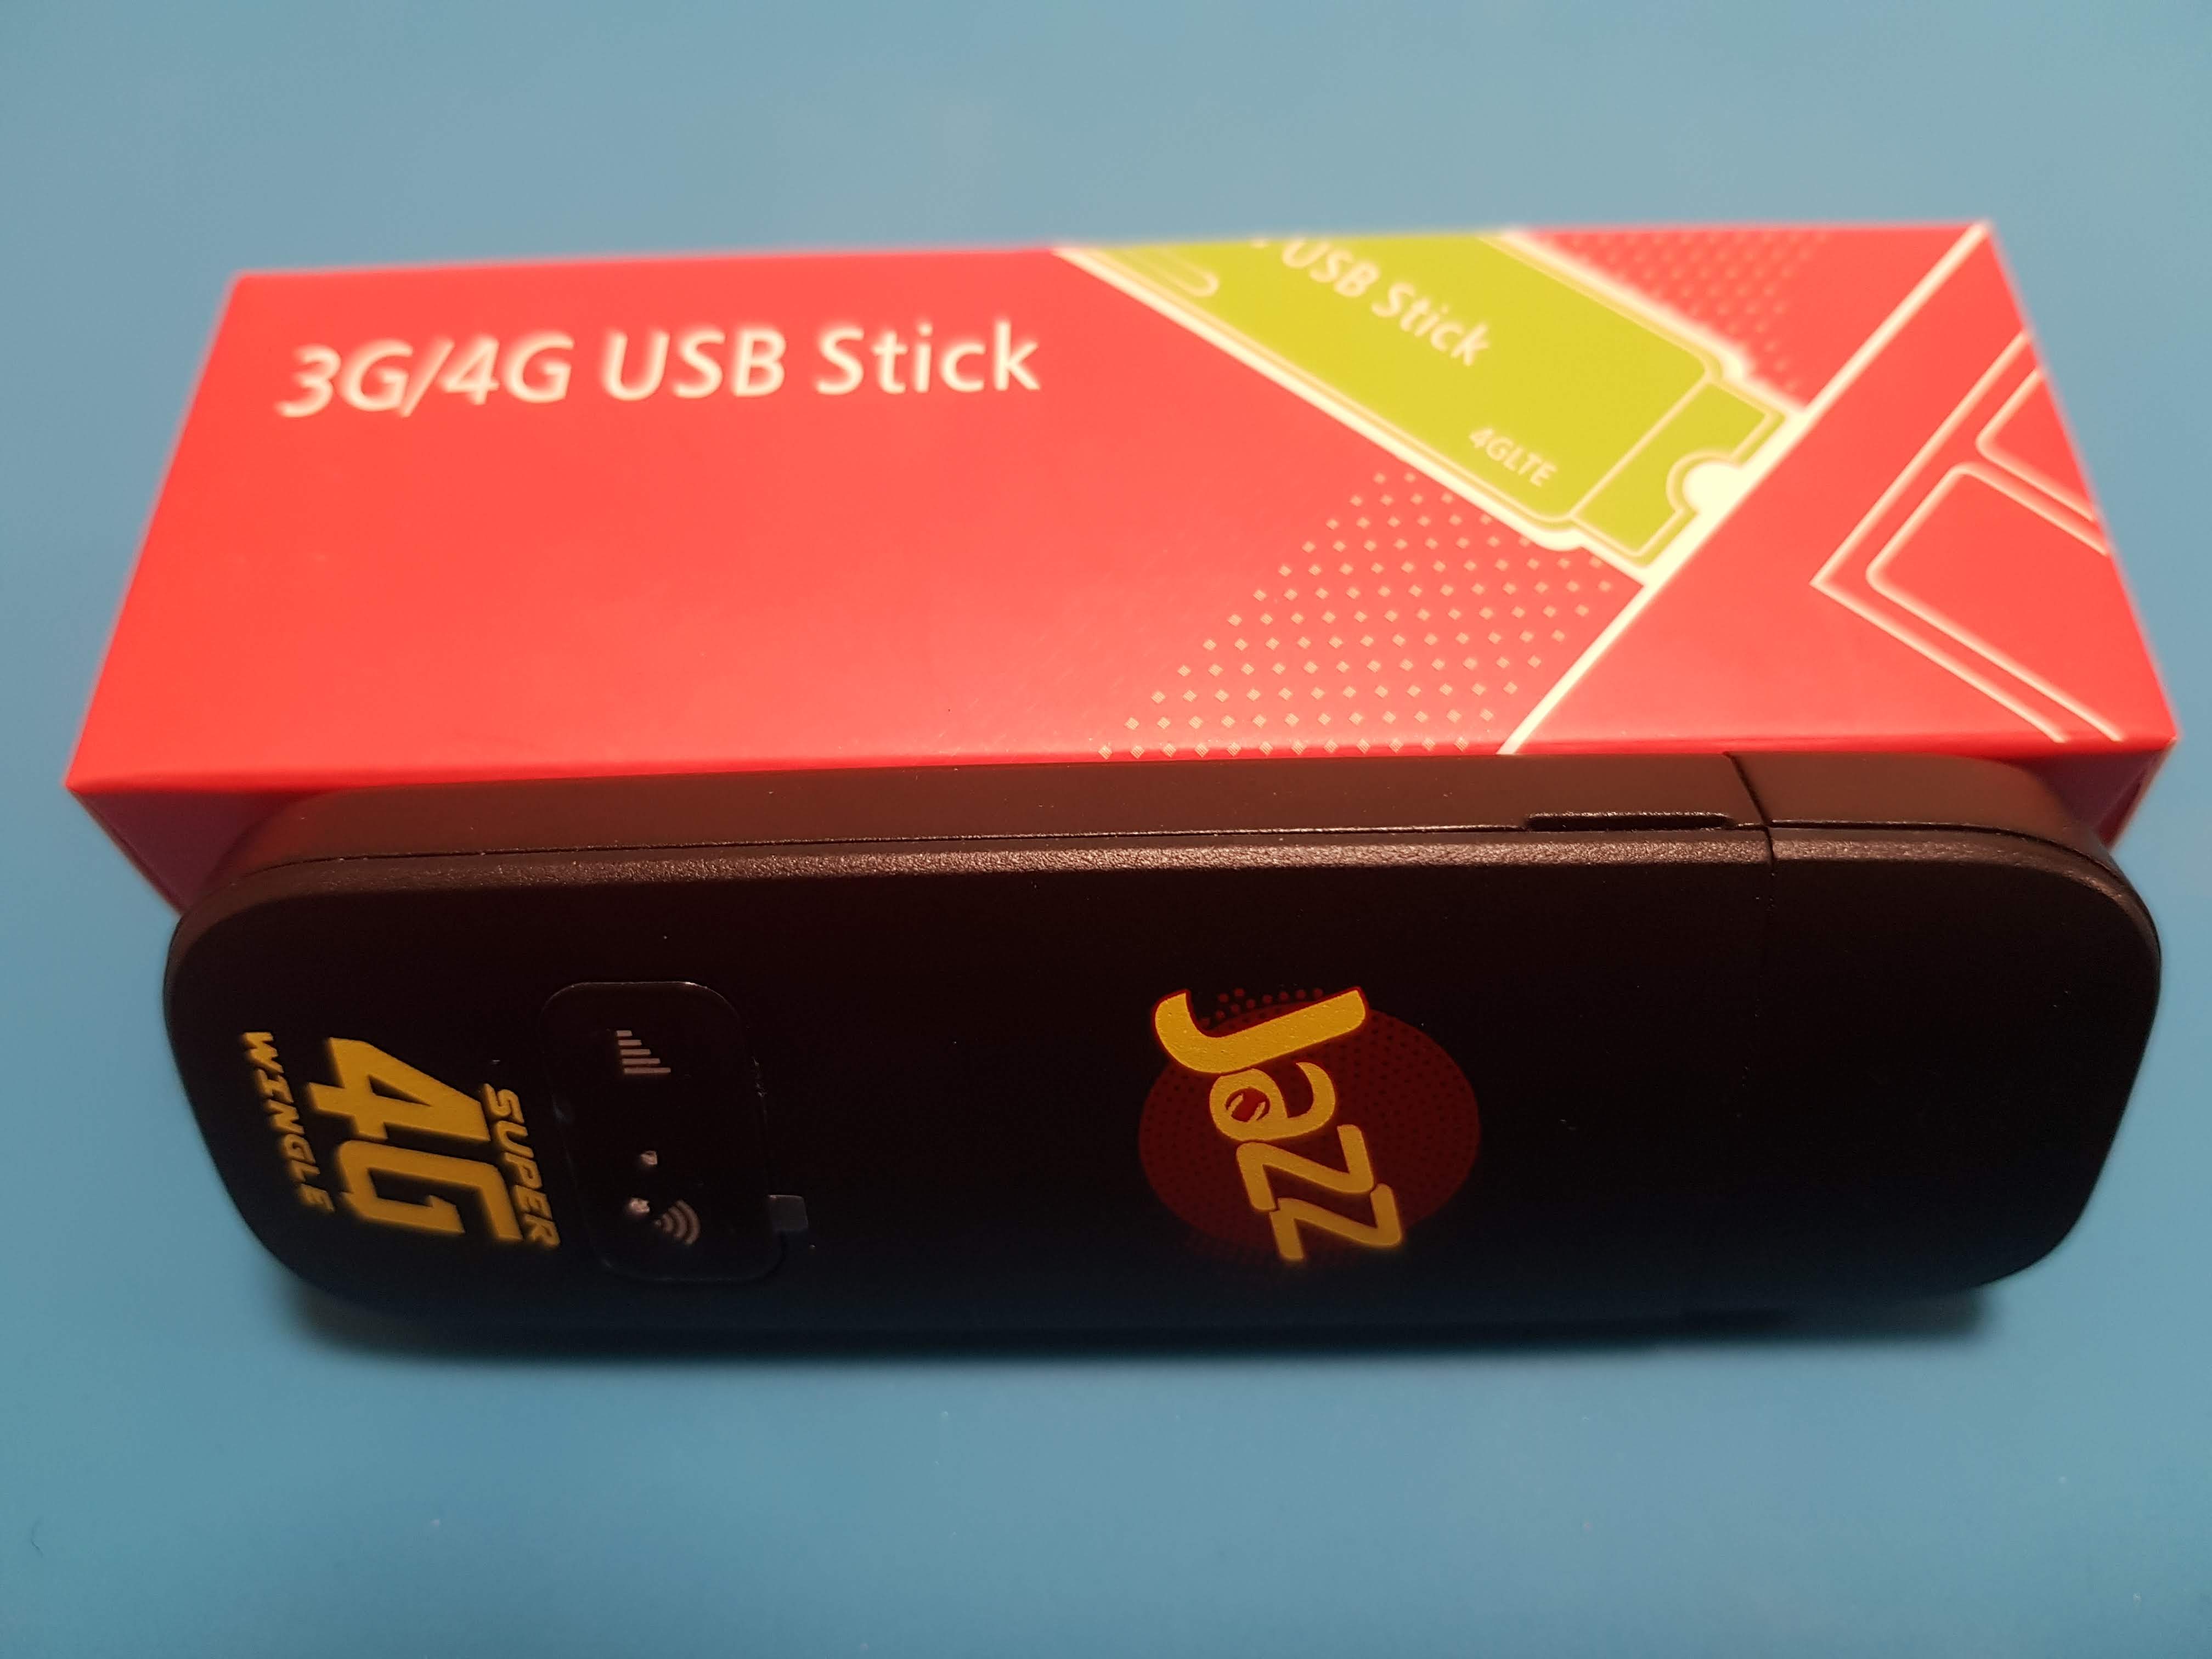 3G/4G USB Stick
USB Stick
4GLTE
Jazz
SUPER
4G
WINGLE